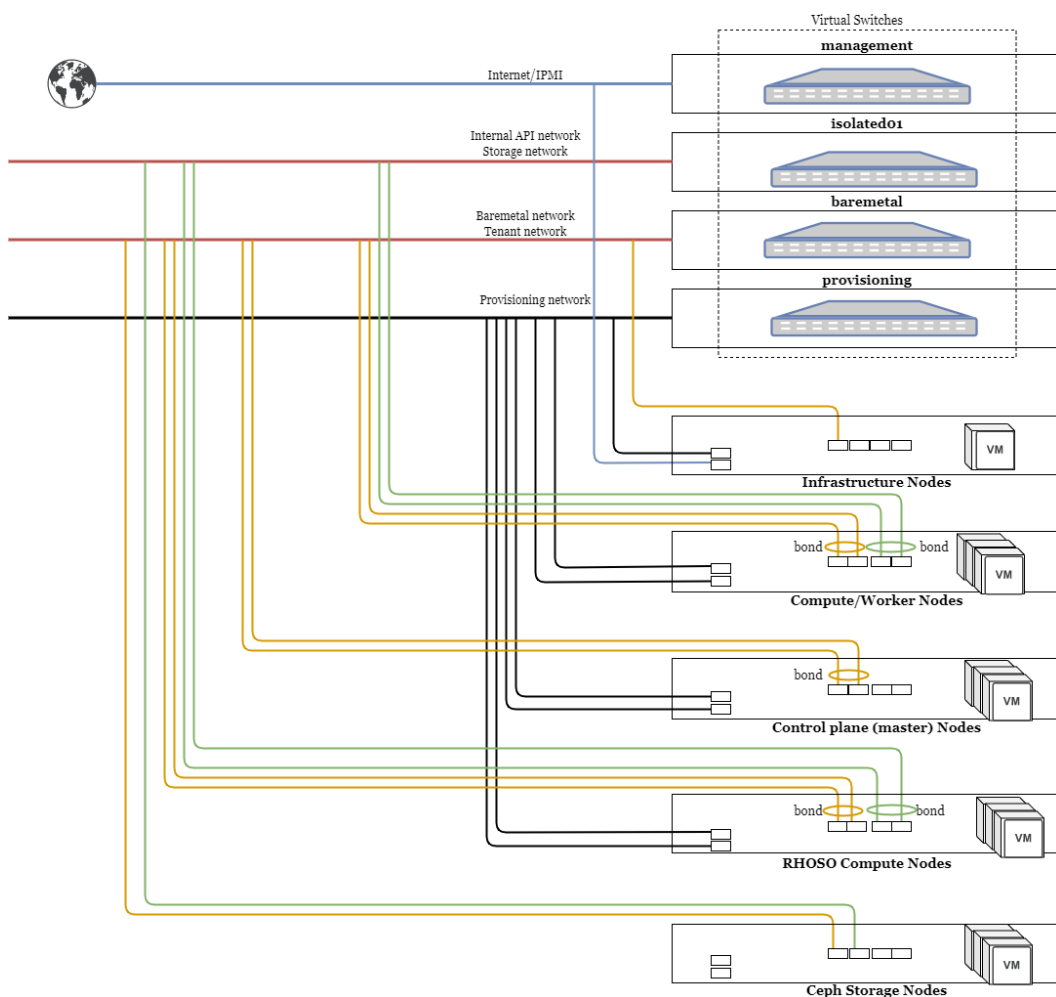 Virtual Switches
management
Internet/IPMI
isolated01
Internal API network
Storage network
baremetal
Baremetal network
Tenant network
provisioning
Provisioning network
VM
Infrastructure Nodes
bond
bond
VM
Compute/Worker Nodes
bond
VM
Control plane (master) Nodes
bond
bond
VM
RHOSO Compute Nodes
VM
Ceph Storage Nodes